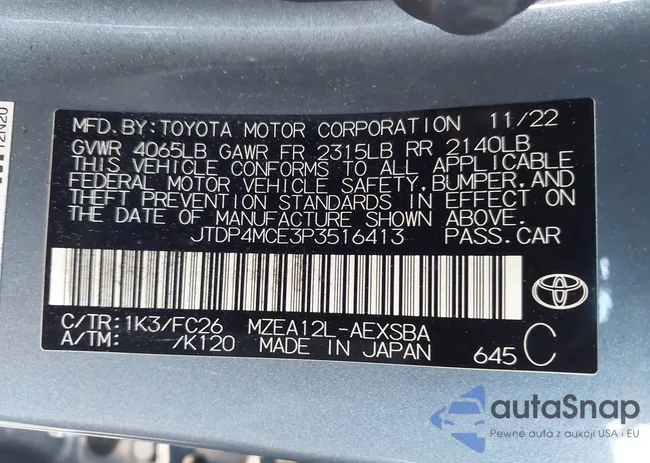 MFD. BY: TOYOTA MOTOR CORPORATION 11/22
GVWR 4065LB GAWR FR 2315LB RR 2140LB
THIS VEHICLE CONFORMS TO ALL APPLICABLE
FEDERAL MOTOR VEHICLE SAFETY, BUMPER, AND
THEFT PREVENTION STANDARDS IN EFFECT ON
THE DATE OF MANUFACTURE SHOWN ABOVE.
JTDP4MCE3P3516413 PASS. CAR
C/TR: 1K3/FC26 MZEA12L-AEXSBA
A/TM: /K120 MADE IN JAPAN 645 C
12N20
autaSnap
Pewne auta z aukcji USA i EU